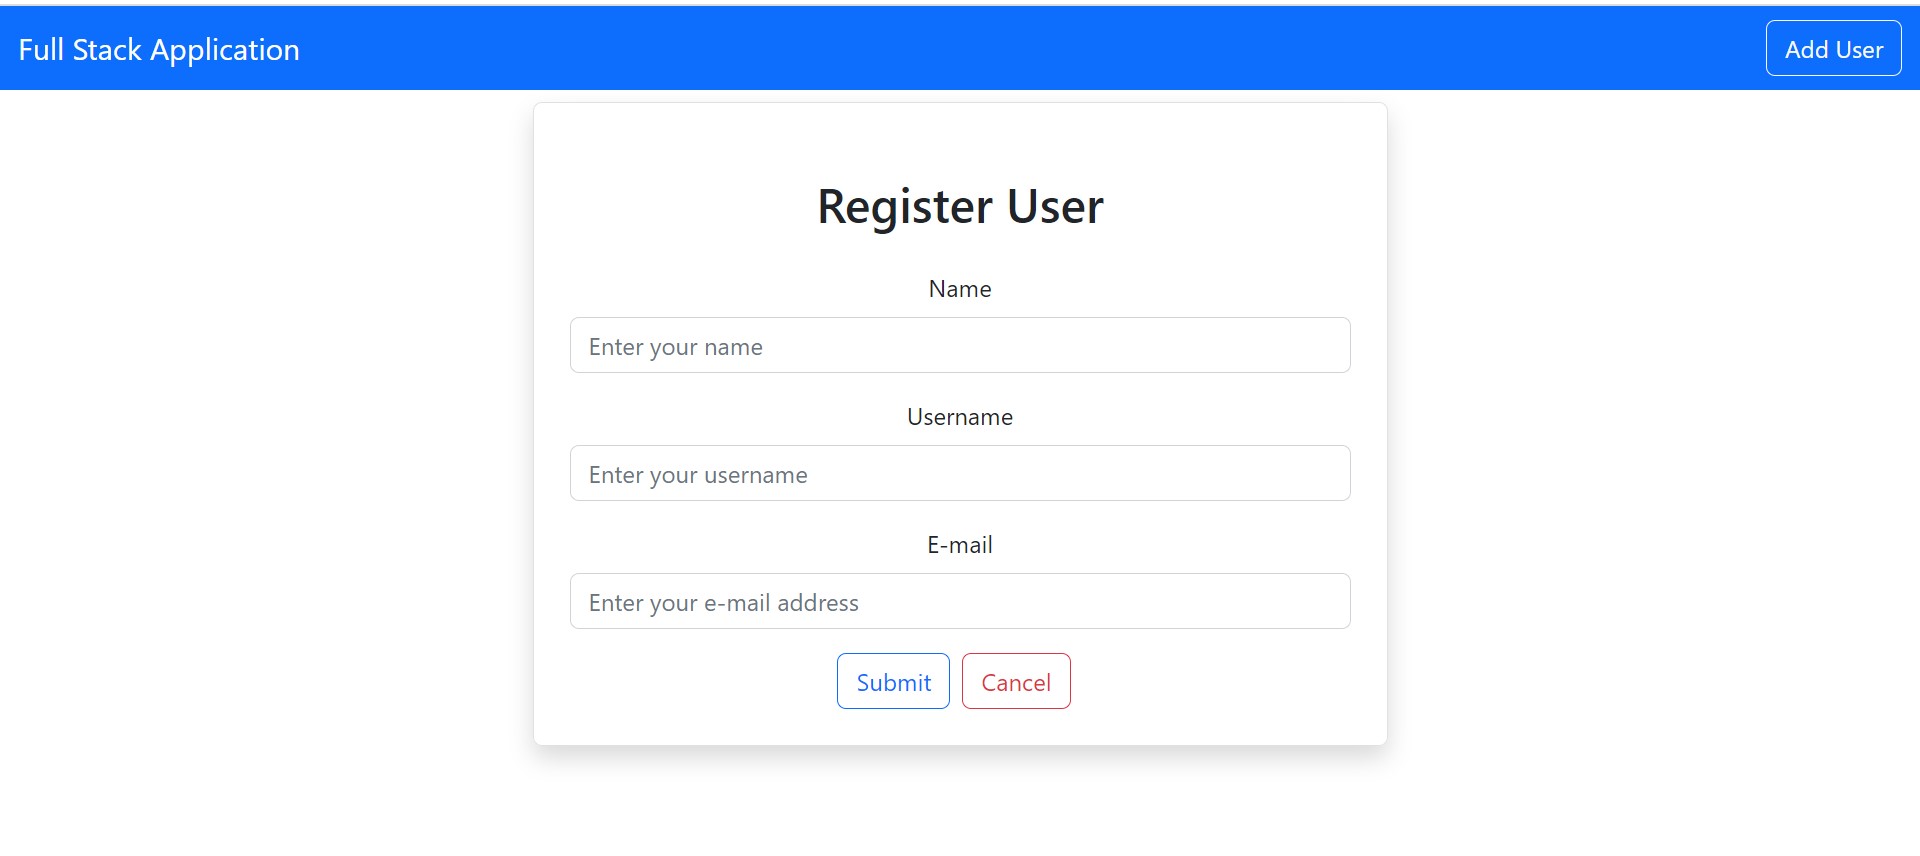 Full Stack Application
Add User
Register User
Name
Enter your name
Username
Enter your username
E-mail
Enter your e-mail address
Submit Cancel